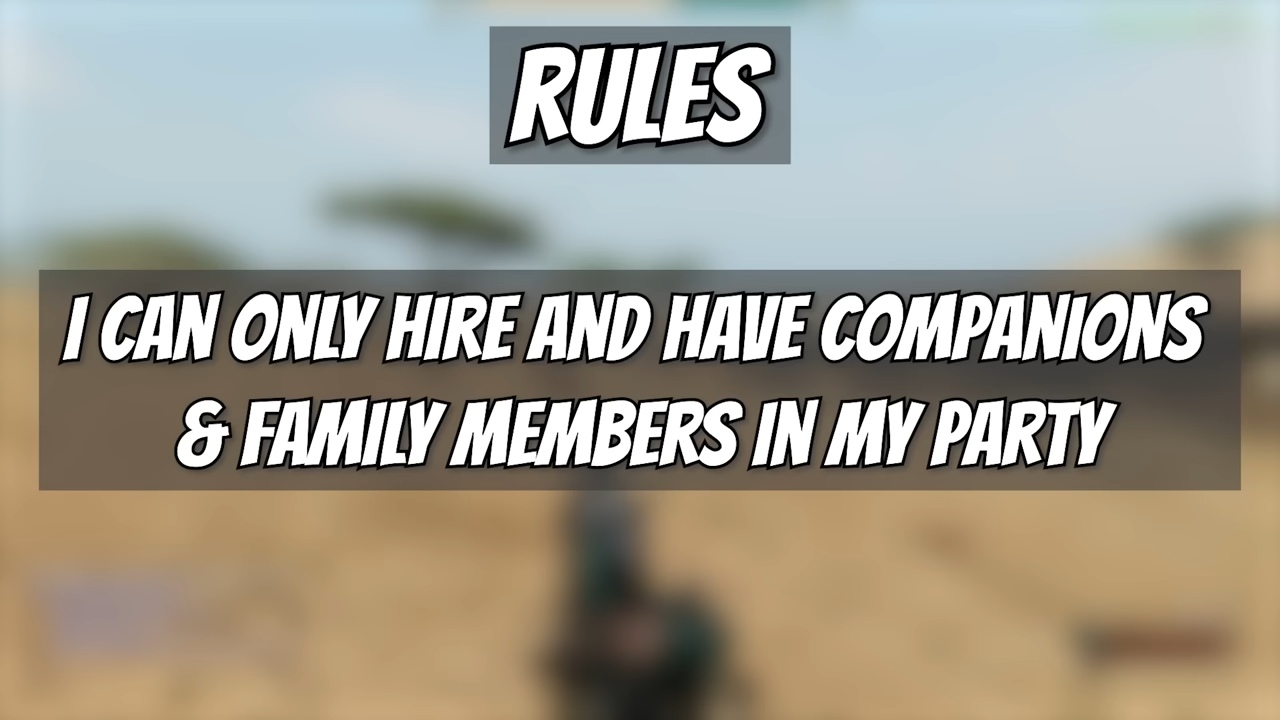 RULES
I CAN ONLY HIRE AND HAVE COMPANIONS
& FAMILY MEMBERS IN MY PARTY